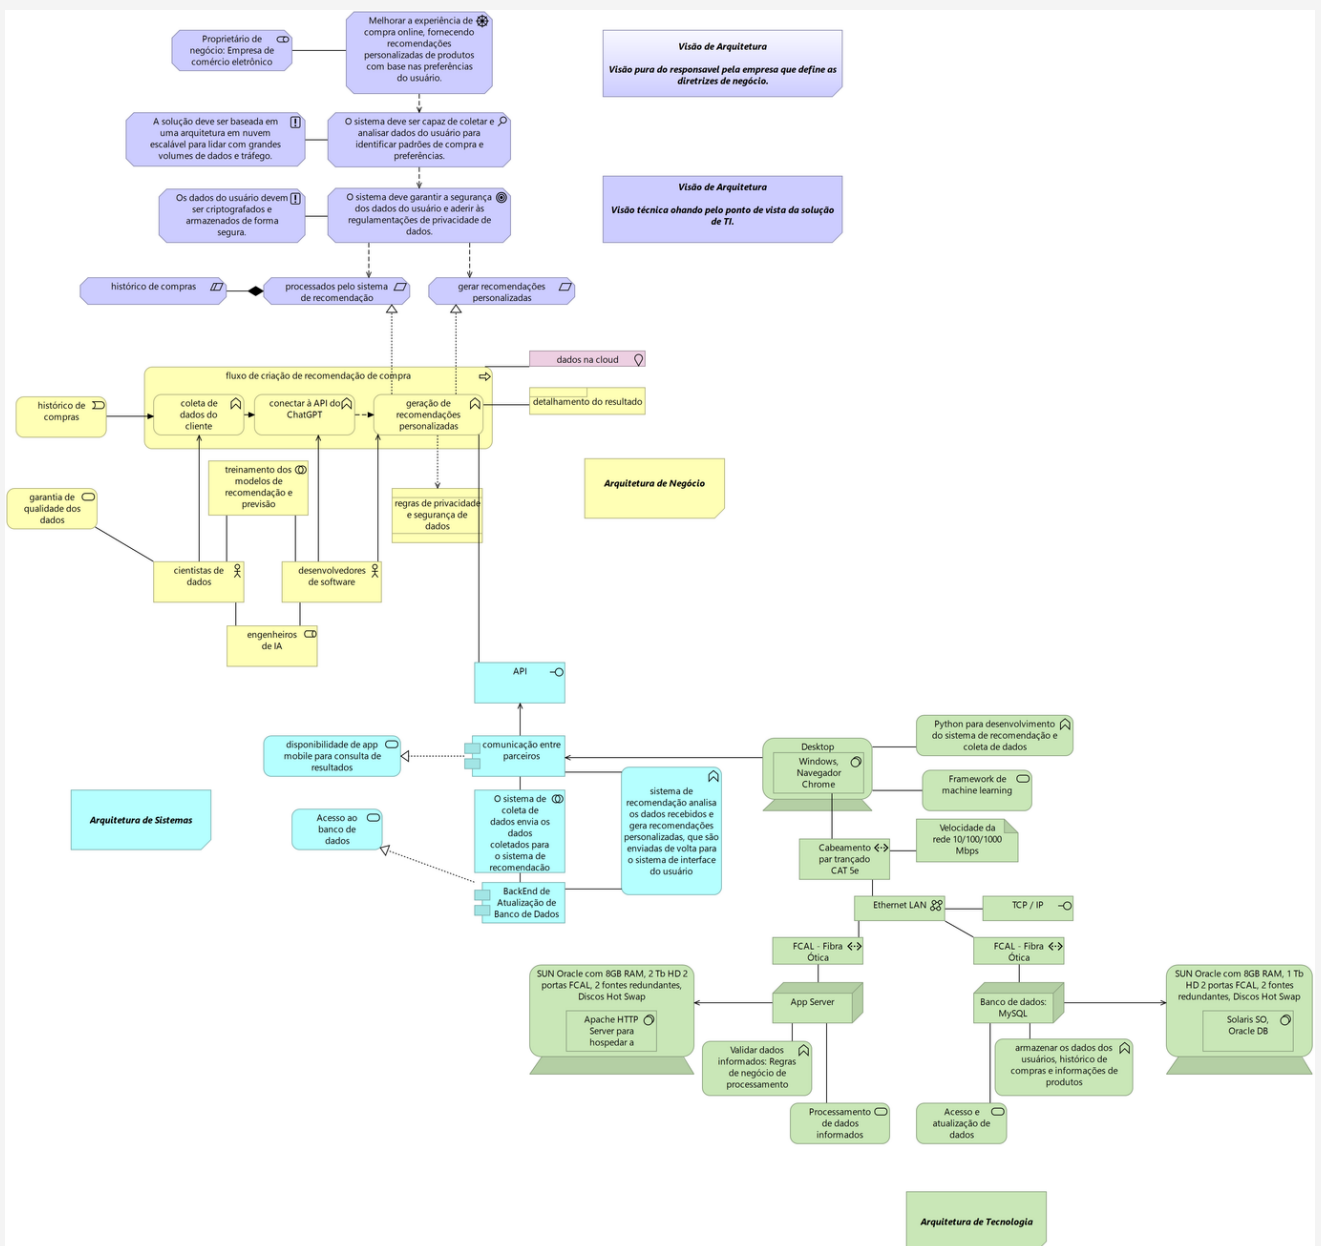 Melhorar a experiência de
compra online, fornecendo
recomendações
personalizadas de produtos
com base nas preferências
do usuário.
Proprietário de
negócio: Empresa de
comércio eletrônico
Visão de Arquitetura
Visão pura do responsavel pela empresa que define as
diretrizes de negócio.
A solução deve ser baseada em
uma arquitetura em nuvem
escalável para lidar com grandes
volumes de dados e tráfego.
O sistema deve ser capaz de coletar e
analisar dados do usuário para
identificar padrões de compra e
preferências.
Os dados do usuário devem
ser criptografados e
armazenados de forma
segura.
O sistema deve garantir a segurança
dos dados do usuário e aderir às
regulamentações de privacidade de
dados.
Visão de Arquitetura
Visão técnica ohando pelo ponto de vista da solução
de TI.
histórico de compras
processados pelo sistema
de recomendação
gerar recomendações
personalizadas
dados na cloud
fluxo de criação de recomendação de compra
histórico de
compras
coleta de
dados do
cliente
conectar à API do
ChatGPT
geração de
recomendações
personalizadas
detalhamento do resultado
treinamento dos
modelos de
recomendação e
previsão
garantia de
qualidade dos
dados
regras de privacidade
e segurança de
dados
Arquitetura de Negócio
cientistas de
dados
desenvolvedores
de software
engenheiros
de IA
API
disponibilidade de app
mobile para consulta de
resultados
comunicação entre
parceiros
Desktop
Windows,
Navegador
Chrome
Python para desenvolvimento
do sistema de recomendação e
coleta de dados
Framework de
machine learning
Arquitetura de Sistemas
Acesso ao
banco de
dados
O sistema de
coleta de
dados envia os
dados
coletados para
o sistema de
recomendacão
sistema de
recomendação analisa
os dados recebidos e
gera recomendações
personalizadas, que são
enviadas de volta para
o sistema de interface
do usuário
Velocidade da
rede 10/100/1000
Mbps
Cabeamento
par trançado
CAT 5e
BackEnd de
Atualização de
Banco de Dados
Ethernet LAN
TCP / IP
FCAL - Fibra
Ótica
FCAL - Fibra
Ótica
SUN Oracle com 8GB RAM, 2 Tb HD 2
portas FCAL, 2 fontes redundantes,
Discos Hot Swap
Apache HTTP
Server para
hospedar a
App Server
Banco de dados:
MySQL
SUN Oracle com 8GB RAM, 1 Tb
HD 2 portas FCAL, 2 fontes
redundantes, Discos Hot Swap
Solaris SO,
Oracle DB
Validar dados
informados: Regras
de negócio de
processamento
armazenar os dados dos
usuários, histórico de
compras e informações de
produtos
Processamento
de dados
informados
Acesso e
atualização de
dados
Arquitetura de Tecnologia